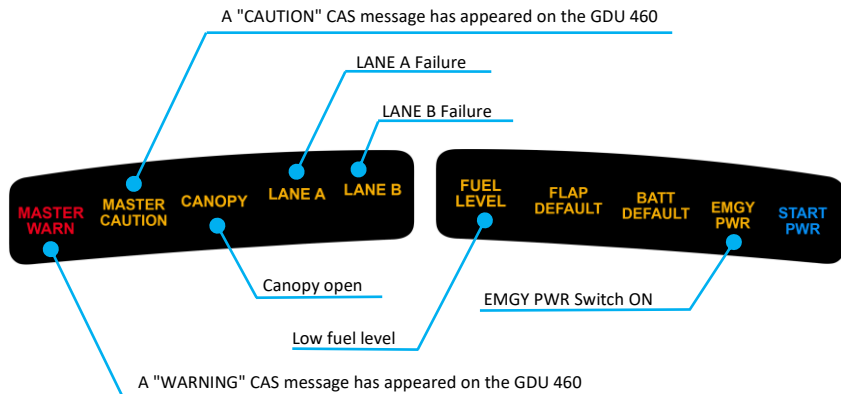 A "CAUTION" CAS message has appeared on the GDU 460
LANE A Failure
LANE B Failure
MASTER
WARN
MASTER
CAUTION
CANOPY
LANE A
LANE B
FUEL
LEVEL
FLAP
DEFAULT
BATT
DEFAULT
EMGY
PWR
START
PWR
Canopy open
EMGY PWR Switch ON
Low fuel level
A "WARNING" CAS message has appeared on the GDU 460